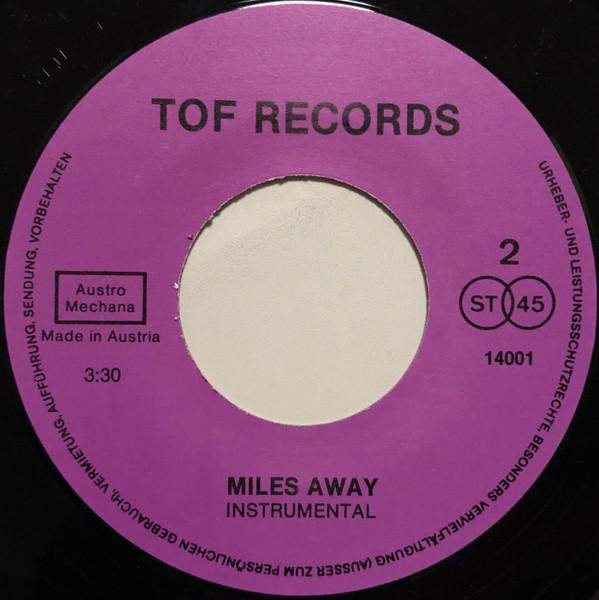 TOF RECORDS
2
ST 45
14001
Austro
Mechana
Made in Austria
3:30
MILES AWAY
INSTRUMENTAL
URHEBER- UND LEISTUNGSSCHUTZRECHTE, BESONDERS VERVIELFÄLTIGUNG (AUSSER ZUM PERSÖNLICHEN GEBRAUCH), VERMIETUNG, AUFFÜHRUNG, SENDUNG, VORBEHALTEN